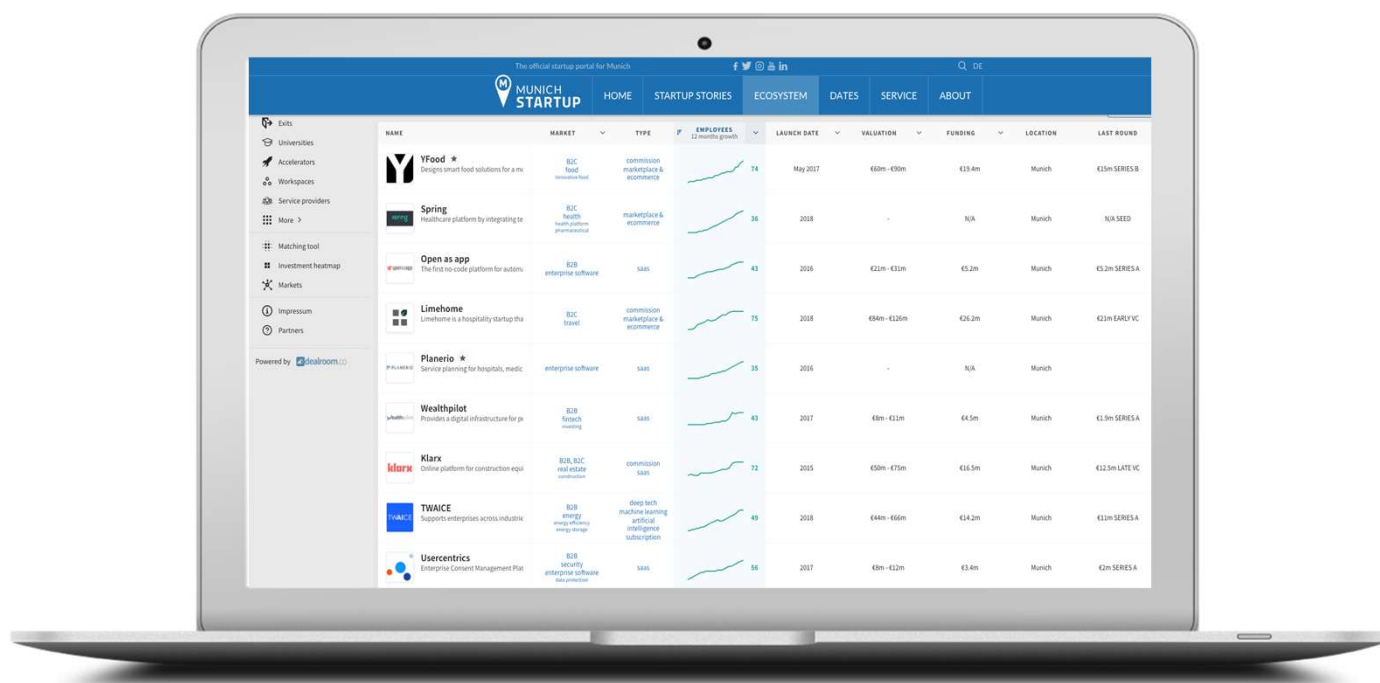 The official startup portal for Munich
DE
M
MUNICH
STARTUP
HOME
STARTUP STORIES
ECOSYSTEM
DATES
SERVICE
ABOUT
Exits
Universities
Accelerators
Workspaces
Service providers
More >
Matching tool
Investment heatmap
Markets
Impressum
Partners
Powered by dealroom.co
NAME
MARKET
TYPE
EMPLOYEES
12 months growth
LAUNCH DATE
VALUATION
FUNDING
LOCATION
LAST ROUND
YFood ★
Designs smart food solutions for a
B2C
food
innovative food
commission
marketplace &
ecommerce
74
May 2017
€60m - €90m
€19.4m
Munich
€15m SERIES B
Spring
Healthcare platform by integrating te
B2C
health
health platform
pharmaceutical
marketplace &
ecommerce
36
2018
-
N/A
Munich
N/A SEED
Open as app
The first no-code platform for automa
B2B
enterprise software
saas
43
2016
€21m - €31m
€5.2m
Munich
€5.2m SERIES A
Limehome
Limehome is a hospitality startup tha
B2C
travel
commission
marketplace &
ecommerce
75
2018
€84m - €126m
€26.2m
Munich
€21m EARLY VC
PLANERIO
Planerio ★
Service planning for hospitals, medic
enterprise software
saas
35
2016
-
N/A
Munich
Wealthpilot
Provides a digital infrastructure for pe
B2B
fintech
investing
saas
43
2017
€8m - €11m
€4.5m
Munich
€1.9m SERIES A
klarx
Klarx
Online platform for construction equi
B2B, B2C
real estate
construction
commission
saas
72
2015
€50m - €75m
€16.5m
Munich
€12.5m LATE VC
TWAICE
TWAICE
Supports enterprises across industrie
B2B
energy
energy efficiency
energy storage
deep tech
machine learning
artificial
intelligence
subscription
49
2018
€44m - €66m
€14.2m
Munich
€11m SERIES A
Usercentrics
Enterprise Consent Management Plat
B2B
security
enterprise software
data protection
saas
56
2017
€8m - €12m
€3.4m
Munich
€2m SERIES A